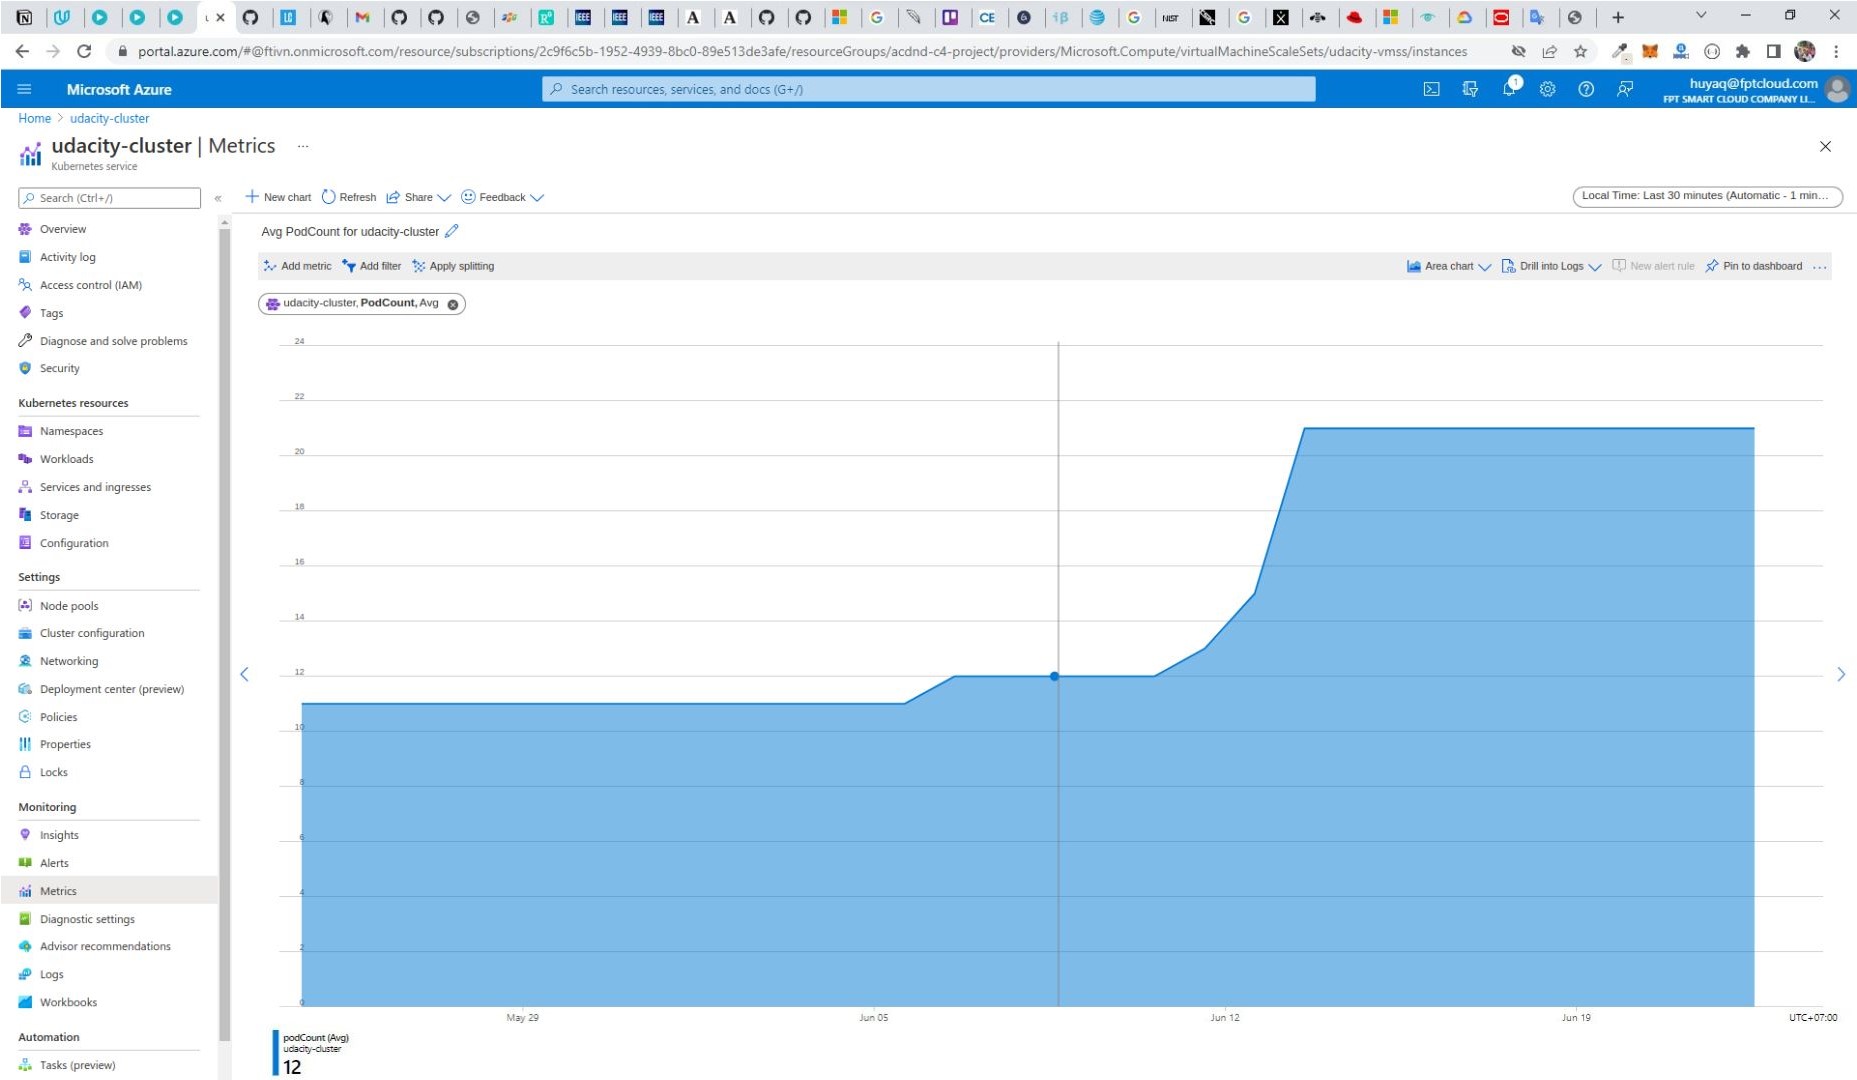 portal.azure.com/#@ftivn.onmicrosoft.com/resource/subscriptions/2c9f6c5b-1952-4939-8bc0-89e513de3afe/resourceGroups/acdnd-c4-project/providers/Microsoft.Compute/virtualMachineScaleSets/udacity-vmss/instances
Microsoft Azure
Search resources, services, and docs (G+/)
1
huyaq@fptcloud.com
FPT SMART CLOUD COMPANY LI...
Home > udacity-cluster
udacity-cluster | Metrics ...
Kubernetes service
Search (Ctrl+/)
«
New chart
Refresh
Share
Feedback
Local Time: Last 30 minutes (Automatic - 1 min...
Overview
Activity log
Access control (IAM)
Tags
Diagnose and solve problems
Security
Kubernetes resources
Namespaces
Workloads
Services and ingresses
Storage
Configuration
Settings
Node pools
Cluster configuration
Networking
Deployment center (preview)
Policies
Properties
Locks
Monitoring
Insights
Alerts
Metrics
Diagnostic settings
Advisor recommendations
Logs
Workbooks
Automation
Tasks (preview)
Avg PodCount for udacity-cluster
Add metric
Add filter
Apply splitting
Area chart
Drill into Logs
New alert rule
Pin to dashboard
...
udacity-cluster, PodCount, Avg
24
22
20
18
16
14
12
10
8
6
4
2
0
May 29
Jun 05
Jun 12
Jun 19
UTC+07:00
podCount (Avg)
udacity-cluster
12